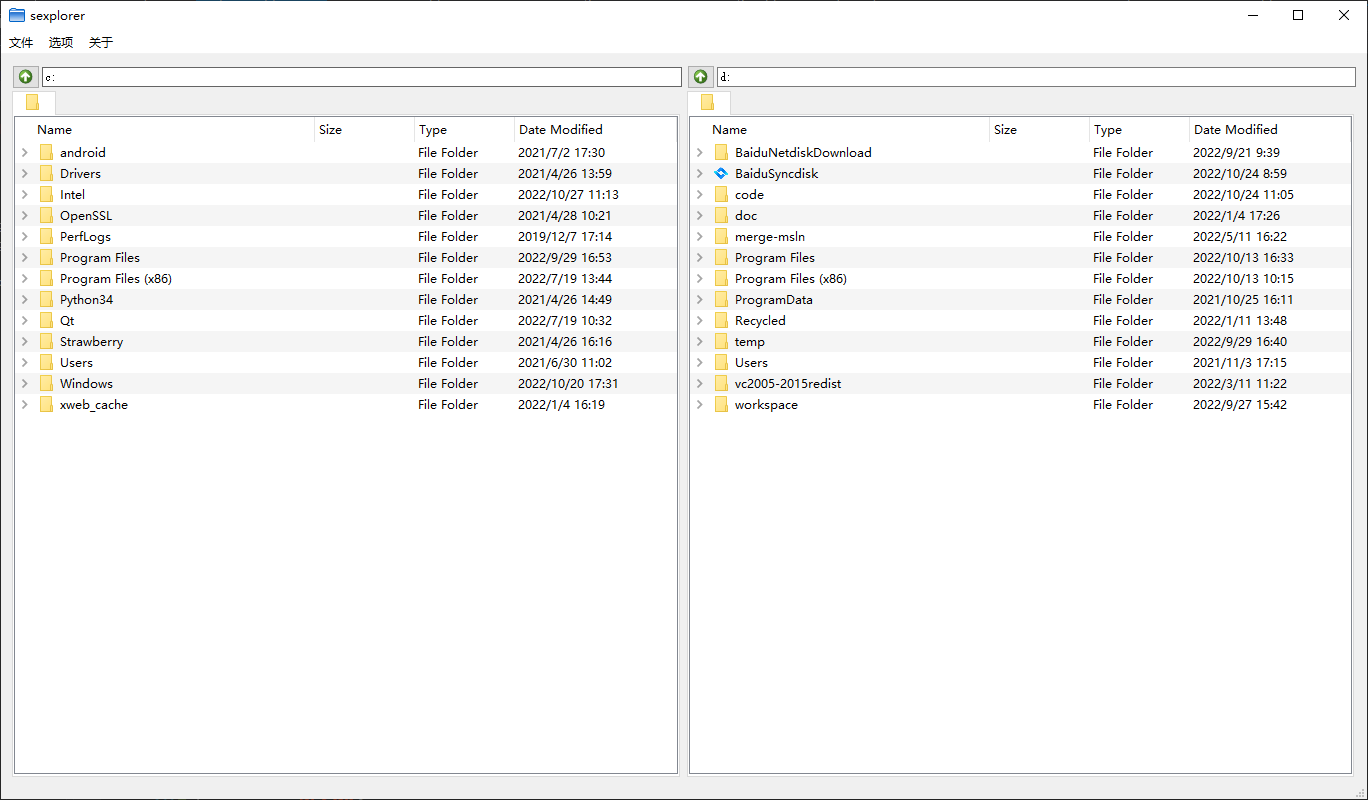 sexplorer
文件 选项 关于
c:
Name Size Type Date Modified
android File Folder 2021/7/2 17:30
Drivers File Folder 2021/4/26 13:59
Intel File Folder 2022/10/27 11:13
OpenSSL File Folder 2021/4/28 10:21
PerfLogs File Folder 2019/12/7 17:14
Program Files File Folder 2022/9/29 16:53
Program Files (x86) File Folder 2022/7/19 13:44
Python34 File Folder 2021/4/26 14:49
Qt File Folder 2022/7/19 10:32
Strawberry File Folder 2021/4/26 16:16
Users File Folder 2021/6/30 11:02
Windows File Folder 2022/10/20 17:31
xweb_cache File Folder 2022/1/4 16:19
d:
Name Size Type Date Modified
BaiduNetdiskDownload File Folder 2022/9/21 9:39
BaiduSyncdisk File Folder 2022/10/24 8:59
code File Folder 2022/10/24 11:05
doc File Folder 2022/1/4 17:26
merge-msln File Folder 2022/5/11 16:22
Program Files File Folder 2022/10/13 16:33
Program Files (x86) File Folder 2022/10/13 10:15
ProgramData File Folder 2021/10/25 16:11
Recycled File Folder 2022/1/11 13:48
temp File Folder 2022/9/29 16:40
Users File Folder 2021/11/3 17:15
vc2005-2015redist File Folder 2022/3/11 11:22
workspace File Folder 2022/9/27 15:42